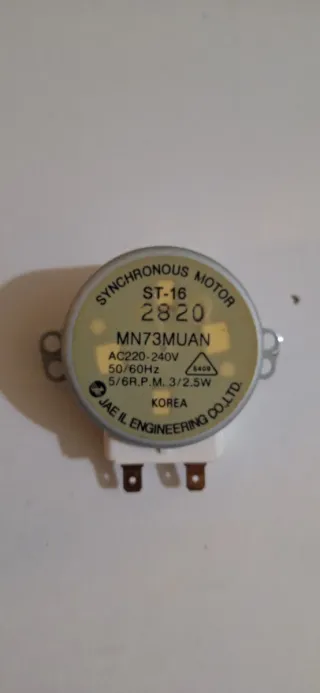 SYNCHRONOUS MOTOR
ST-16
2820
MN73MUAN
AC220-240V
50/60Hz
5/6R.P.M. 3/2.5W
KOREA
JAE IL ENGINEERING CO.,LTD.